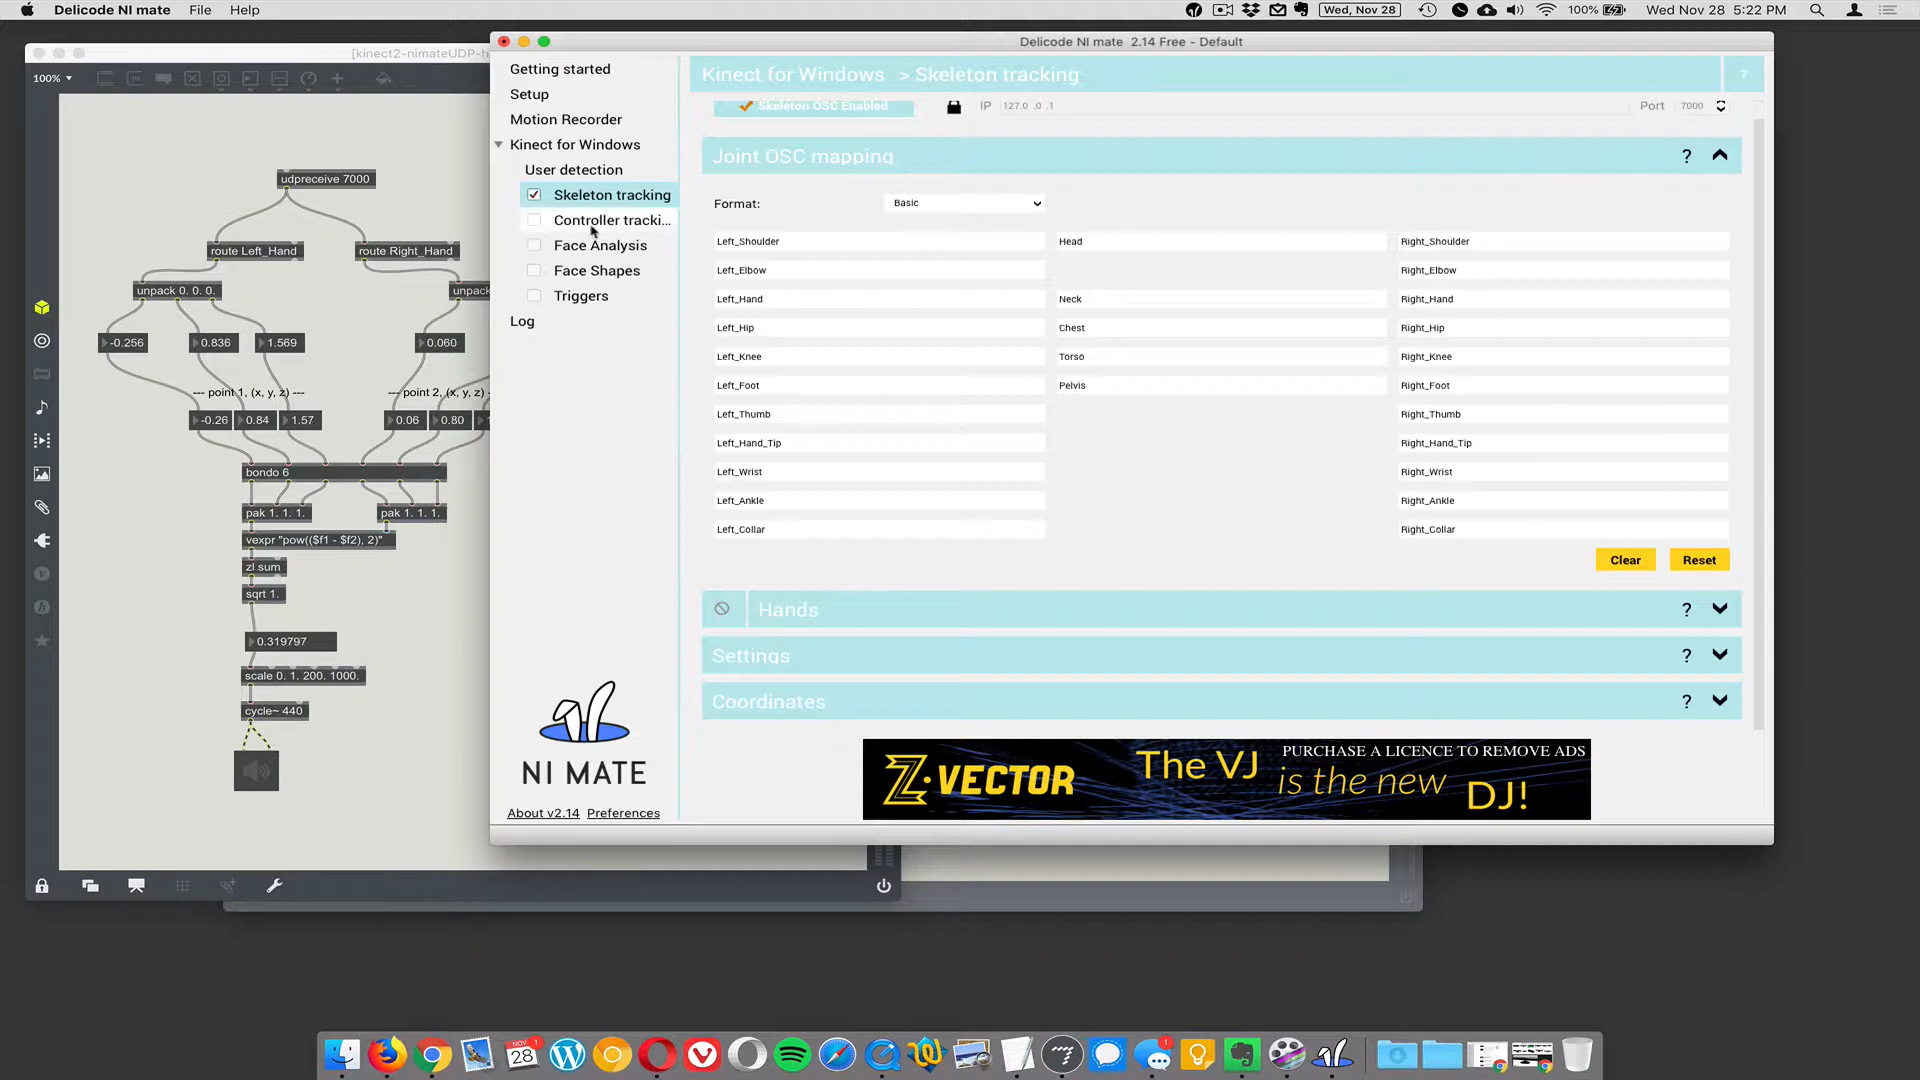 Delicode NI mate File Help
Wed, Nov 28 100% Wed Nov 28 5:22 PM
[kinect2-nimateUDP-h
100%
udpreceive 7000
route Left_Hand
route Right_Hand
unpack 0. 0. 0.
unpack
-0.256
0.836
1.569
0.060
--- point 1, (x, y, z) ---
--- point 2, (x, y, z) -
-0.26
0.84
1.57
0.06
0.80
bondo 6
pak 1. 1. 1.
pak 1. 1. 1.
vexpr "pow(($f1 - $f2), 2)"
zl sum
sqrt 1.
0.319797
scale 0. 1. 200. 1000.
cycle~ 440
Delicode NI mate 2.14 Free - Default
Getting started
Setup
Motion Recorder
Kinect for Windows
User detection
Skeleton tracking
Controller tracki...
Face Analysis
Face Shapes
Triggers
Log
NI MATE
About v2.14 Preferences
Kinect for Windows > Skeleton tracking ?
Skeleton OSC Enabled IP 127.0 .0 .1 Port 7000
Joint OSC mapping ?
Format: Basic
Left_Shoulder Head Right_Shoulder
Left_Elbow Right_Elbow
Left_Hand Neck Right_Hand
Left_Hip Chest Right_Hip
Left_Knee Torso Right_Knee
Left_Foot Pelvis Right_Foot
Left_Thumb Right_Thumb
Left_Hand_Tip Right_Hand_Tip
Left_Wrist Right_Wrist
Left_Ankle Right_Ankle
Left_Collar Right_Collar
Clear Reset
Hands ?
Settings ?
Coordinates ?
Z-VECTOR
The VJ
is the new
DJ!
PURCHASE A LICENCE TO REMOVE ADS
NOV
28
1
1